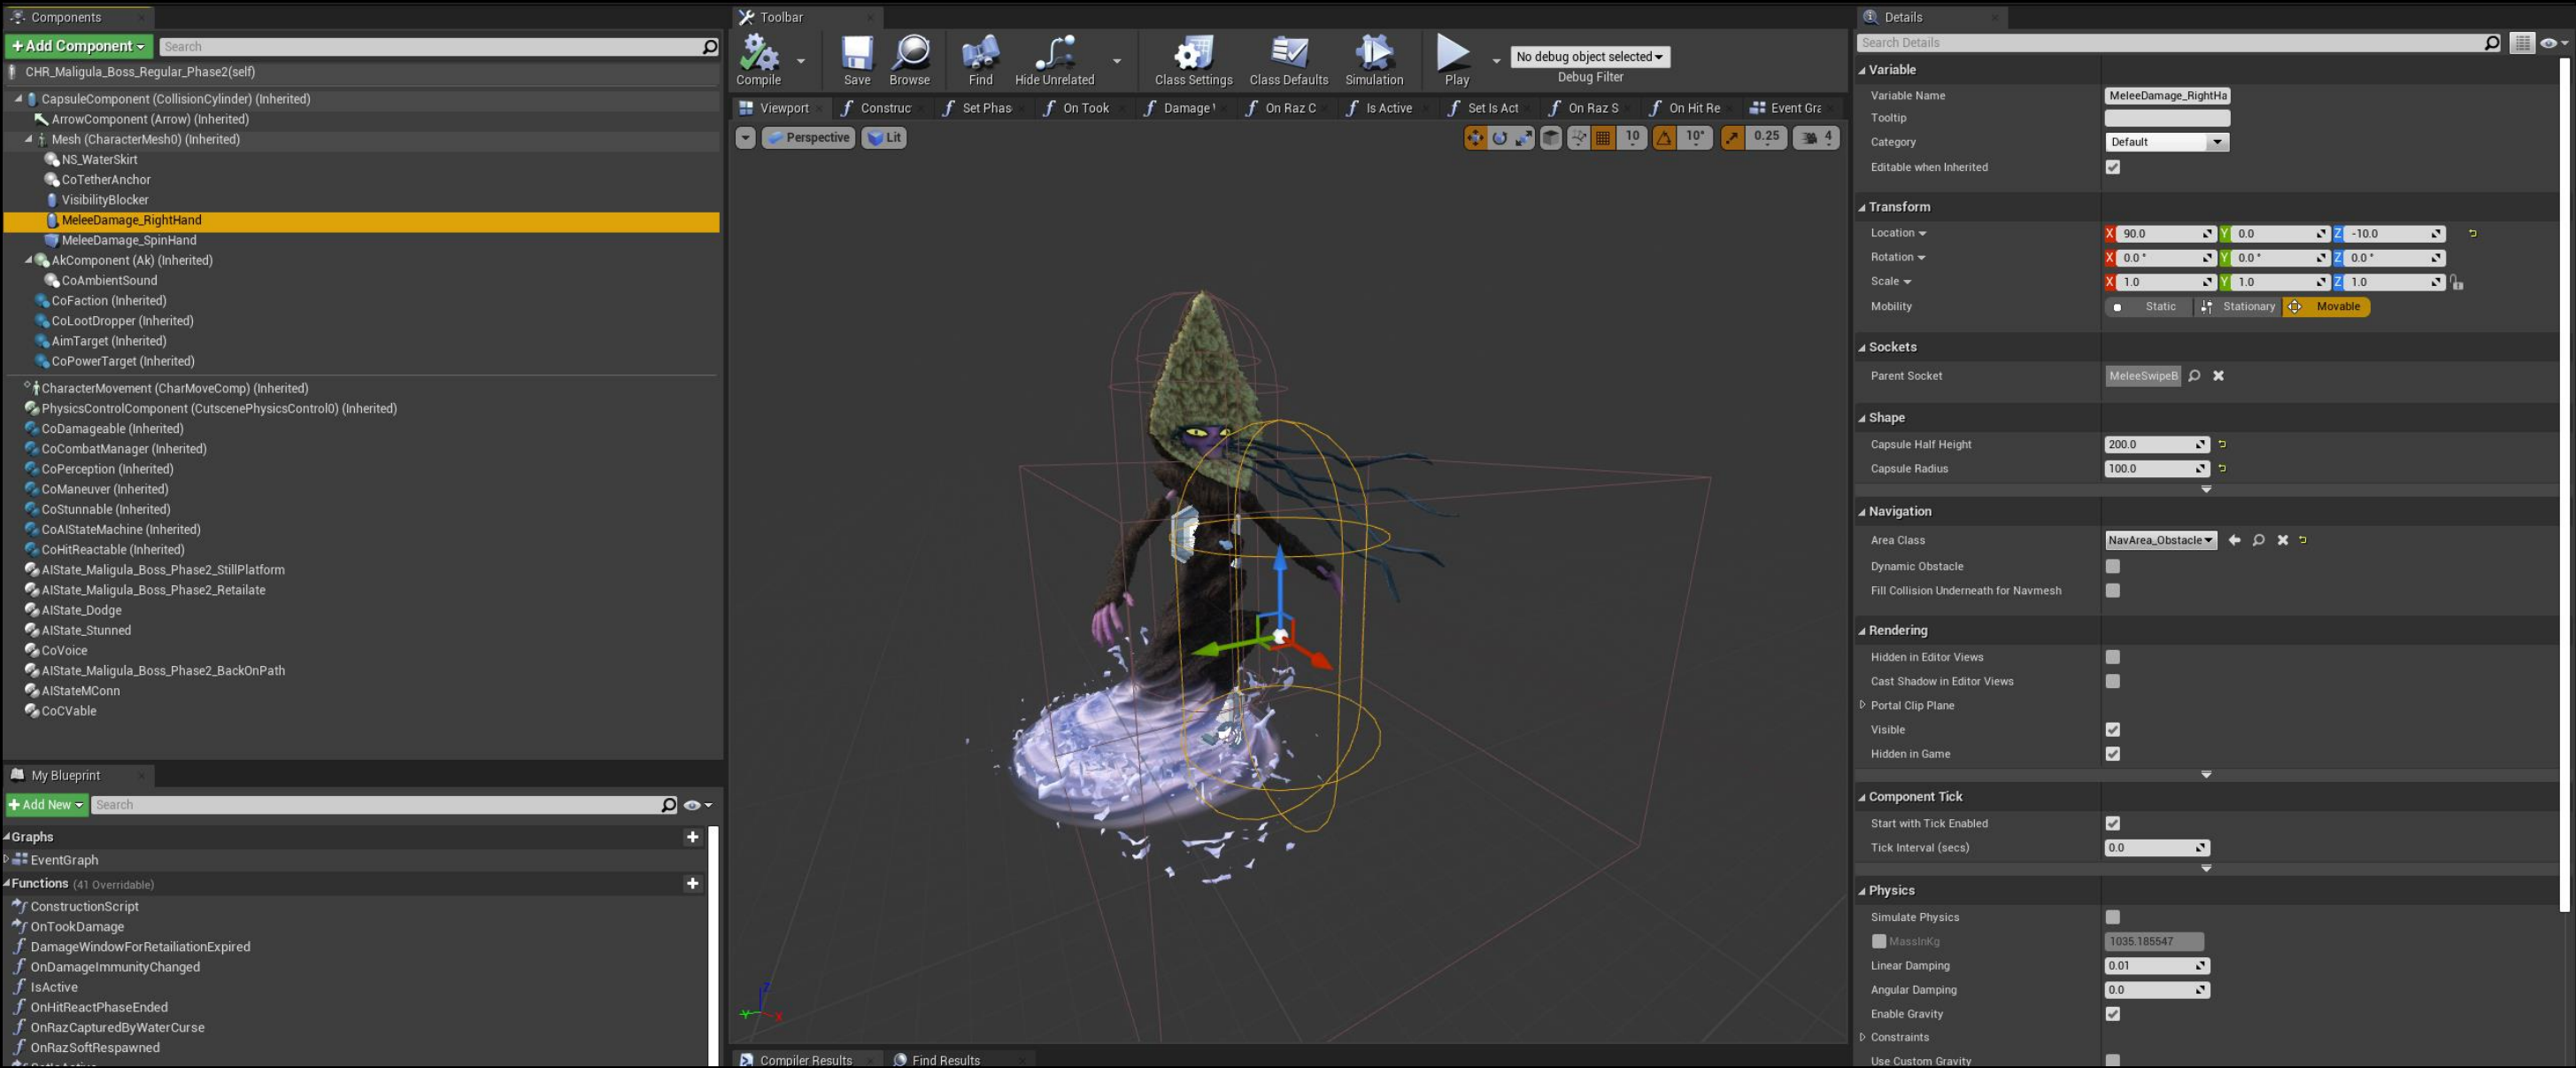 Components
Add Component
Search
CHR_Maligula_Boss_Regular_Phase2(self)
CapsuleComponent (CollisionCylinder) (Inherited)
ArrowComponent (Arrow) (Inherited)
Mesh (CharacterMesh0) (Inherited)
NS_WaterSkirt
CoTetherAnchor
VisibilityBlocker
MeleeDamage_RightHand
MeleeDamage_SpinHand
AkComponent (Ak) (Inherited)
CoAmbientSound
CoFaction (Inherited)
CoLootDropper (Inherited)
AimTarget (Inherited)
CoPowerTarget (Inherited)
CharacterMovement (CharMoveComp) (Inherited)
PhysicsControlComponent (CutscenePhysicsControl0) (Inherited)
CoDamageable (Inherited)
CoCombatManager (Inherited)
CoPerception (Inherited)
CoManeuver (Inherited)
CoStunnable (Inherited)
CoAIStateMachine (Inherited)
CoHitReactable (Inherited)
AIState_Maligula_Boss_Phase2_StillPlatform
AIState_Maligula_Boss_Phase2_Retailate
AIState_Dodge
AIState_Stunned
CoVoice
AIState_Maligula_Boss_Phase2_BackOnPath
AIStateMConn
CoCVable
My Blueprint
Add New
Search
Graphs
EventGraph
Functions (41 Overridable)
ConstructionScript
OnTookDamage
DamageWindowForRetailiationExpired
OnDamageImmunityChanged
IsActive
OnHitReactPhaseEnded
OnRazCapturedByWaterCurse
OnRazSoftRespawned
Toolbar
Compile Save Browse Find Hide Unrelated Class Settings Class Defaults Simulation Play
No debug object selected
Debug Filter
Viewport Construc Set Phas On Took Damage On Raz C Is Active Set Is Act On Raz S On Hit Re Event Gra
Perspective Lit 10 10° 0.25 4
Z
Y X
Compiler Results Find Results
Details
Search Details
Variable
Variable Name MeleeDamage_RightHa
Tooltip
Category Default
Editable when Inherited
Transform
Location X 90.0 Y 0.0 Z -10.0
Rotation X 0.0 ° Y 0.0 ° Z 0.0 °
Scale X 1.0 Y 1.0 Z 1.0
Mobility Static Stationary Movable
Sockets
Parent Socket MeleeSwipeB
Shape
Capsule Half Height 200.0
Capsule Radius 100.0
Navigation
Area Class NavArea_Obstacle
Dynamic Obstacle
Fill Collision Underneath for Navmesh
Rendering
Hidden in Editor Views
Cast Shadow in Editor Views
Portal Clip Plane
Visible
Hidden in Game
Component Tick
Start with Tick Enabled
Tick Interval (secs) 0.0
Physics
Simulate Physics
MassInKg 1035.185547
Linear Damping 0.01
Angular Damping 0.0
Enable Gravity
Constraints
Use Custom Gravity